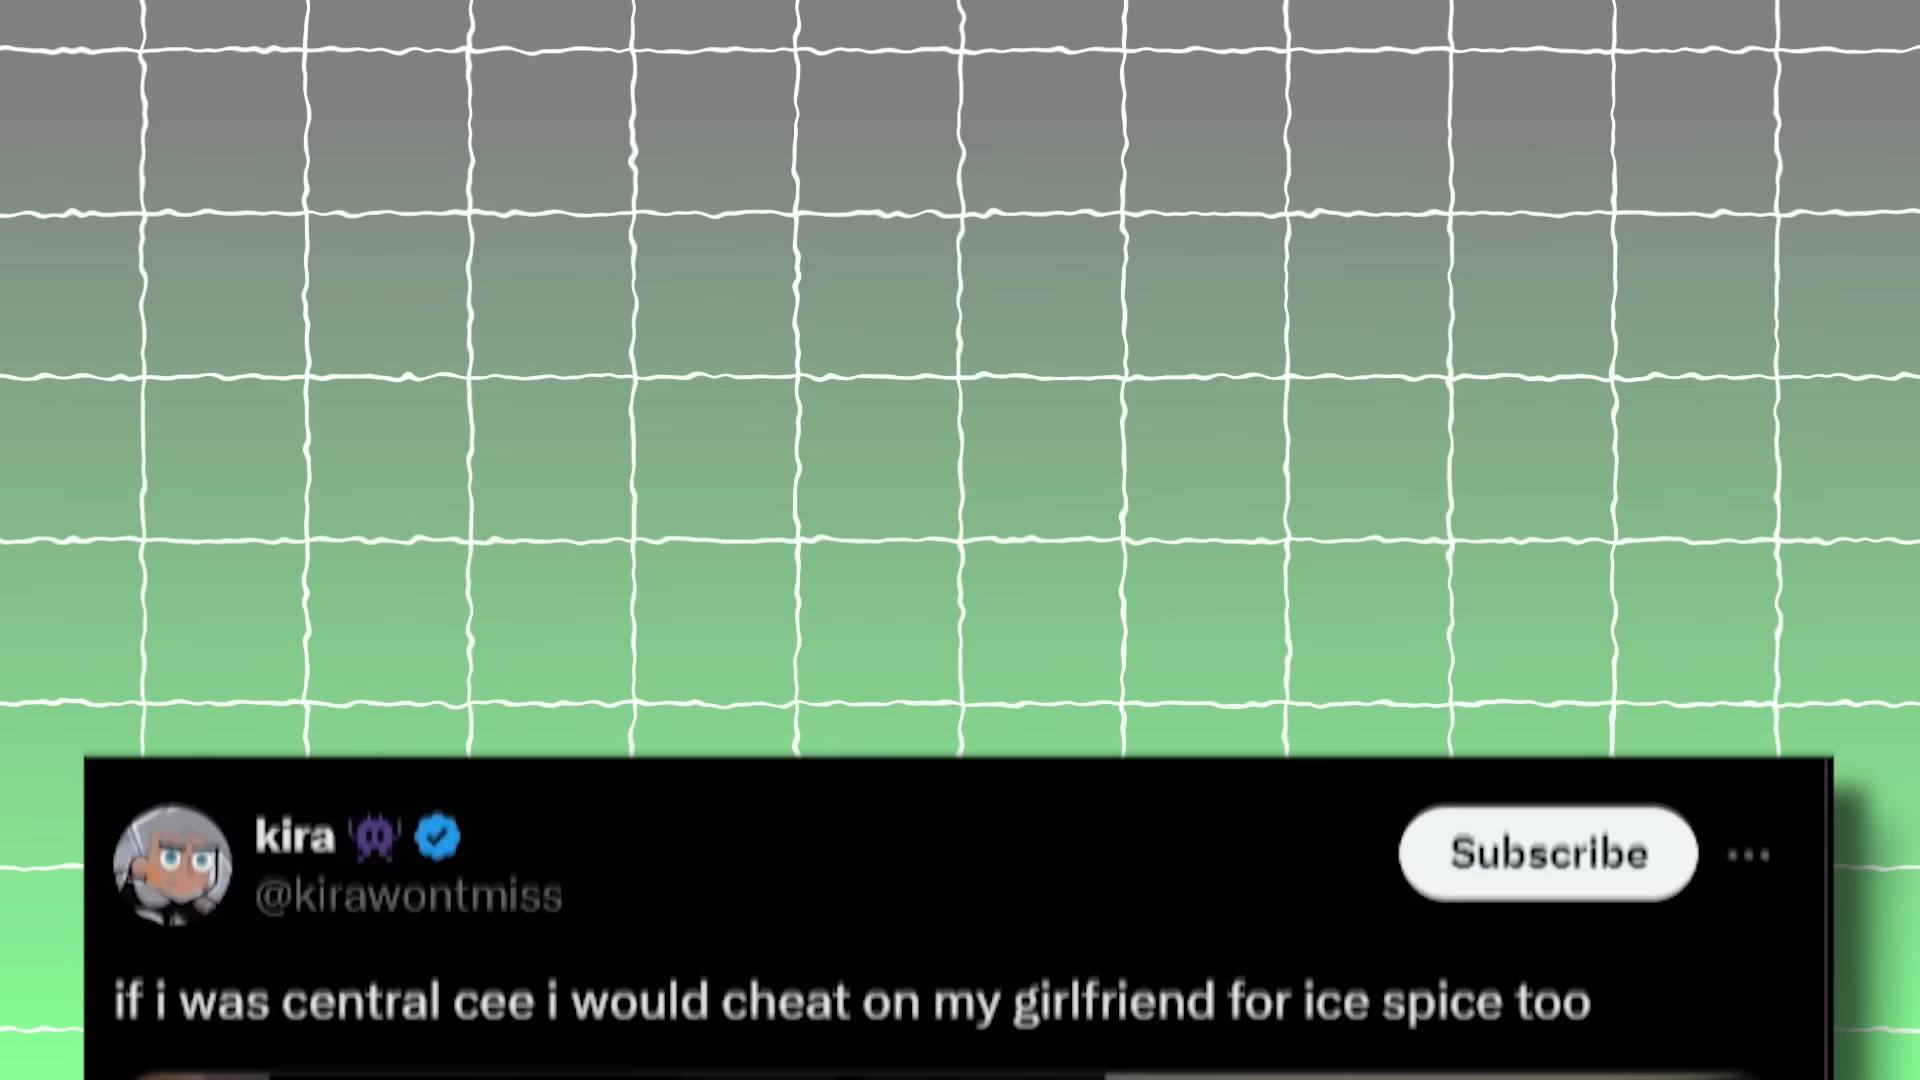 kira
Subscribe
@kirawontmiss
if i was central cee i would cheat on my girlfriend for ice spice too